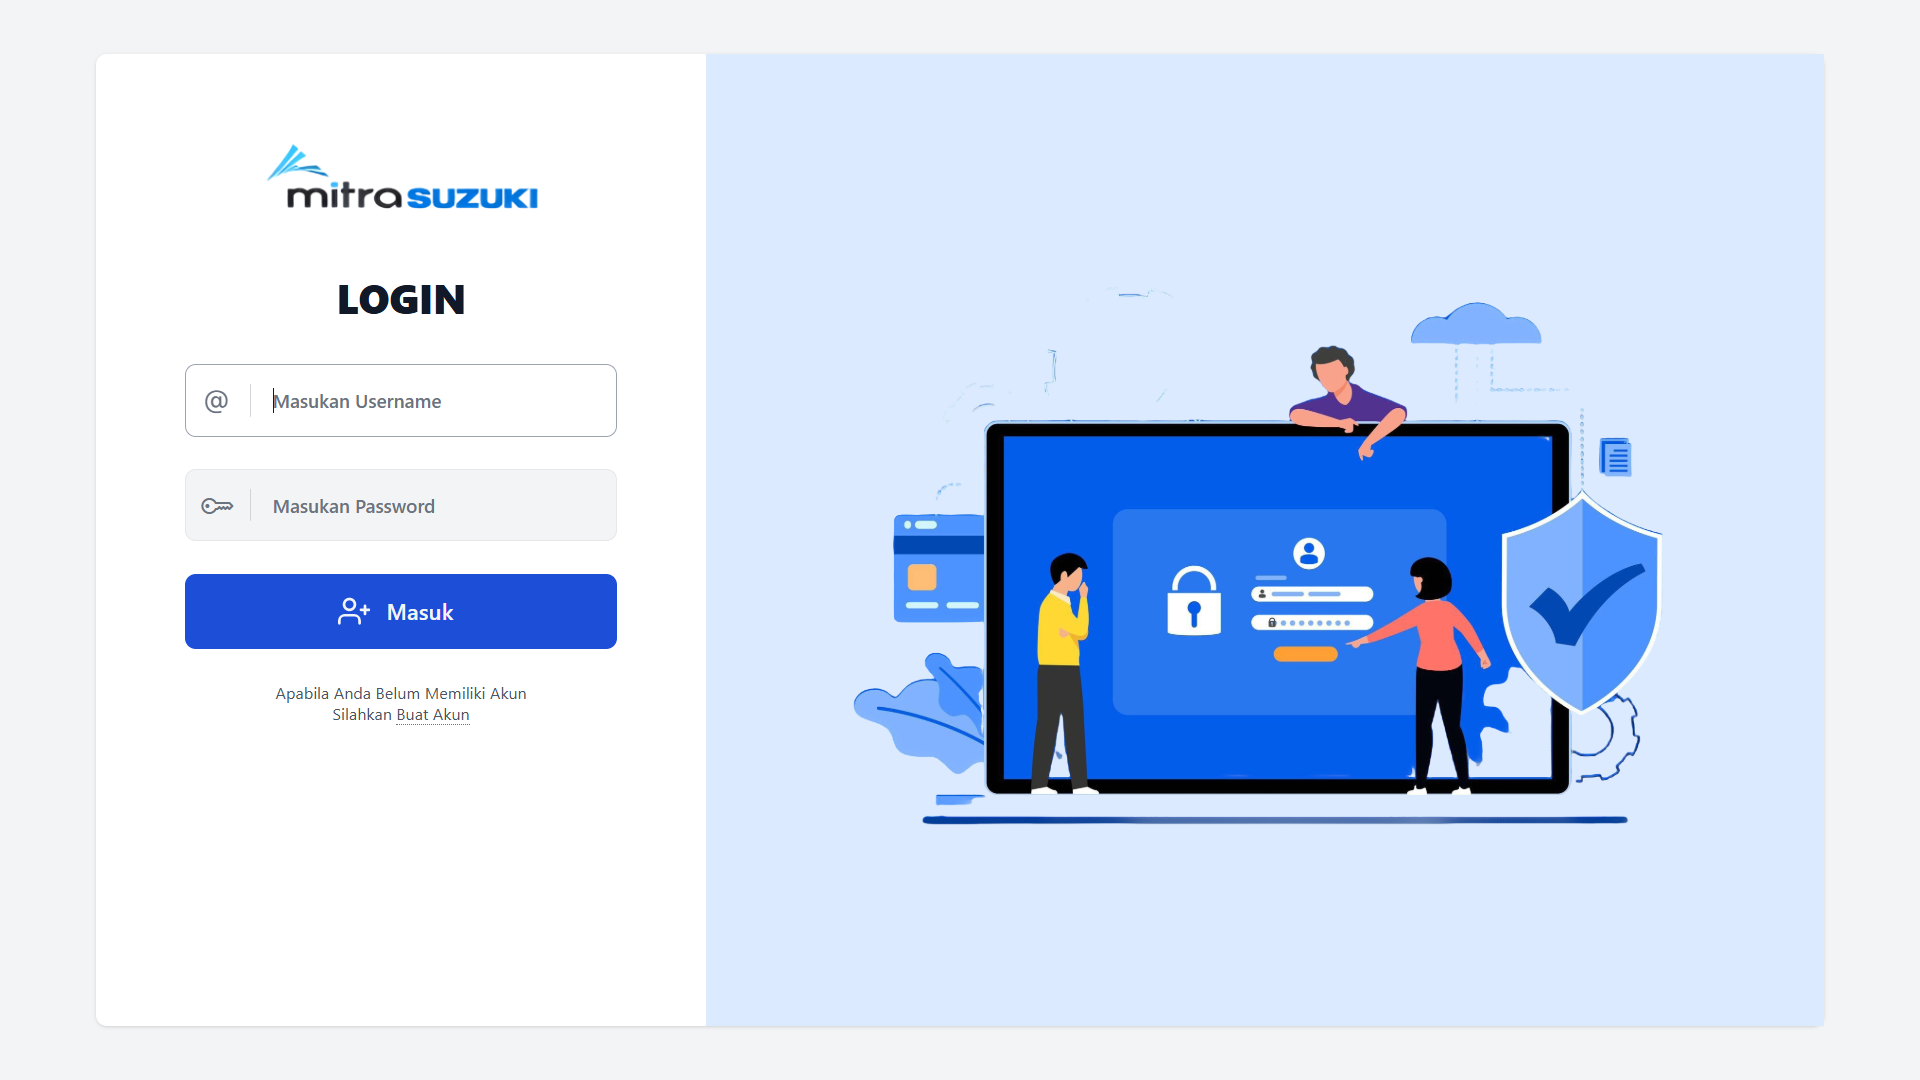 mitra SUZUKI
LOGIN
@
Masukan Username
Masukan Password
Masuk
Apabila Anda Belum Memiliki Akun
Silahkan Buat Akun